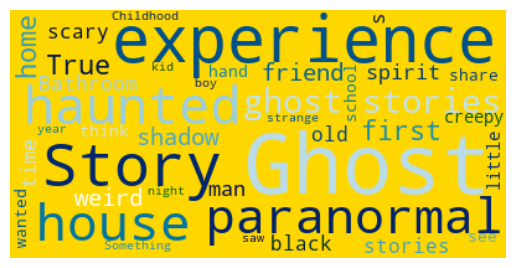 Childhood
s
scary
experience
home
True
kid
hand
friend
spirit
share
Bathroom
boy
school
haunted
ghost
stories
creepy
strange
year
think
shadow
old
first
time
Story
Ghost
little
weird
night
man
wanted
house
paranormal
Something
saw
black
stories
see